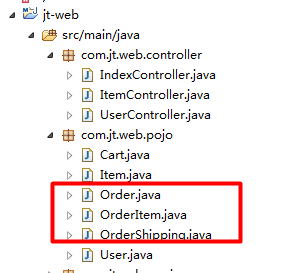 jt-web
src/main/java
com.jt.web.controller
IndexController.java
ItemController.java
UserController.java
com.jt.web.pojo
Cart.java
Item.java
Order.java
OrderItem.java
OrderShipping.java
User.java